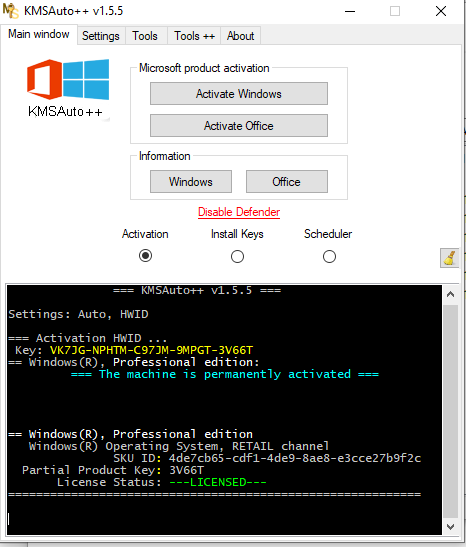 KMSAuto++ v1.5.5
Main window Settings Tools Tools ++ About
KMSAuto++
Microsoft product activation
Activate Windows
Activate Office
Information
Windows Office
Disable Defender
Activation Install Keys Scheduler
=== KMSAuto++ v1.5.5 ===
Settings: Auto, HWID
=== Activation HWID ...
Key: VK7JG-NPHTM-C97JM-9MPGT-3V66T
== Windows(R), Professional edition:
=== The machine is permanently activated ===
== Windows(R), Professional edition
Windows(R) Operating System, RETAIL channel
SKU ID: 4de7cb65-cdf1-4de9-8ae8-e3cce27b9f2c
Partial Product Key: 3V66T
License Status: ---LICENSED---
============================================================